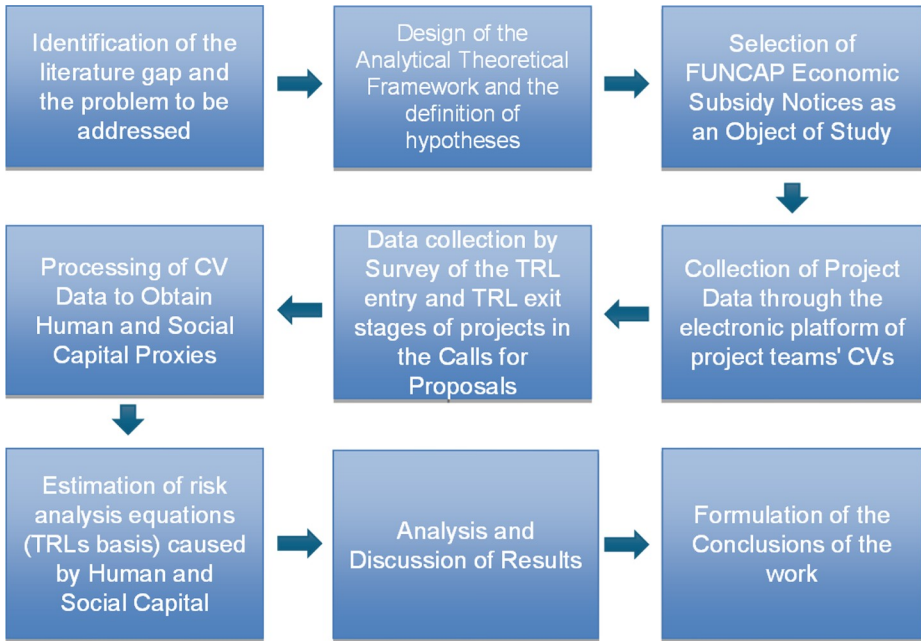 Identification of the
literature gap and
the problem to be
addressed
Design of the
Analytical Theoretical
Framework and the
definition of
hypotheses
Selection of
FUNCAP Economic
Subsidy Notices as
an Object of Study
Collection of Project
Data through the
electronic platform of
project teams' CVs
Data collection by
Survey of the TRL
entry and TRL exit
stages of projects in
the Calls for
Proposals
Processing of CV
Data to Obtain
Human and Social
Capital Proxies
Estimation of risk
analysis equations
(TRLs basis) caused
by Human and
Social Capital
Analysis and
Discussion of Results
Formulation of the
Conclusions of the
work